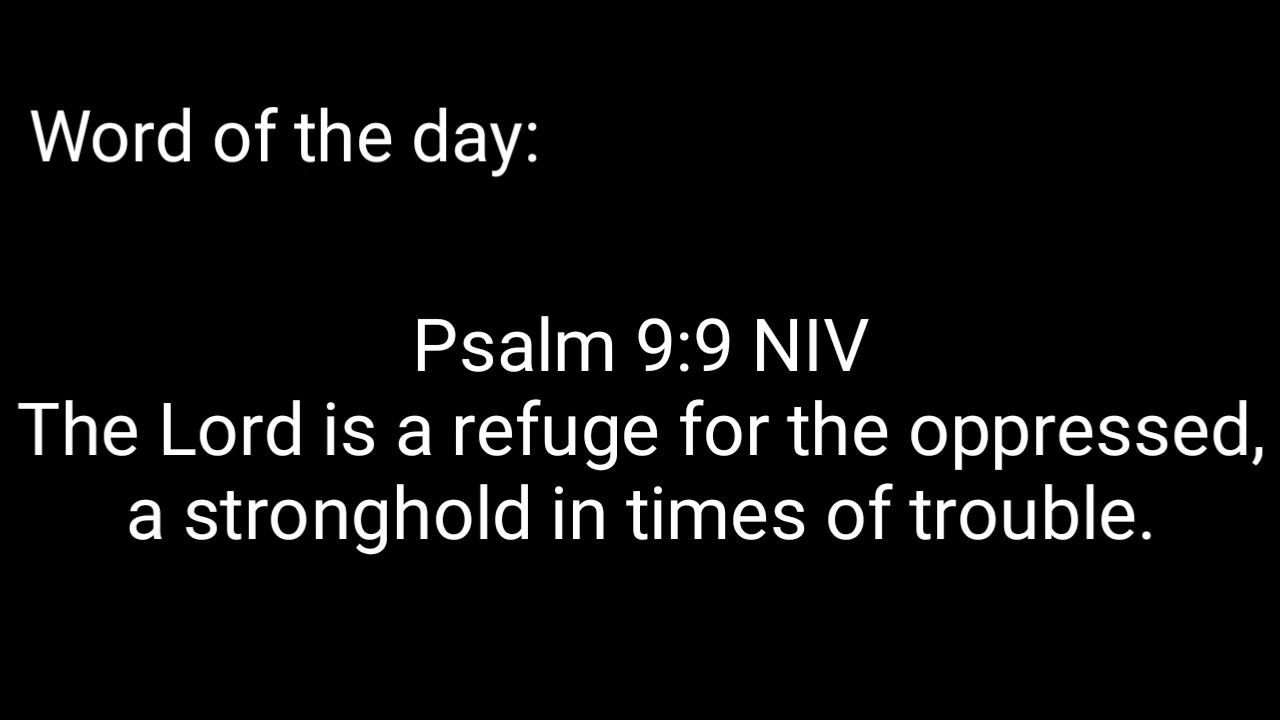 Word of the day:
Psalm 9:9 NIV
The Lord is a refuge for the oppressed,
a stronghold in times of trouble.